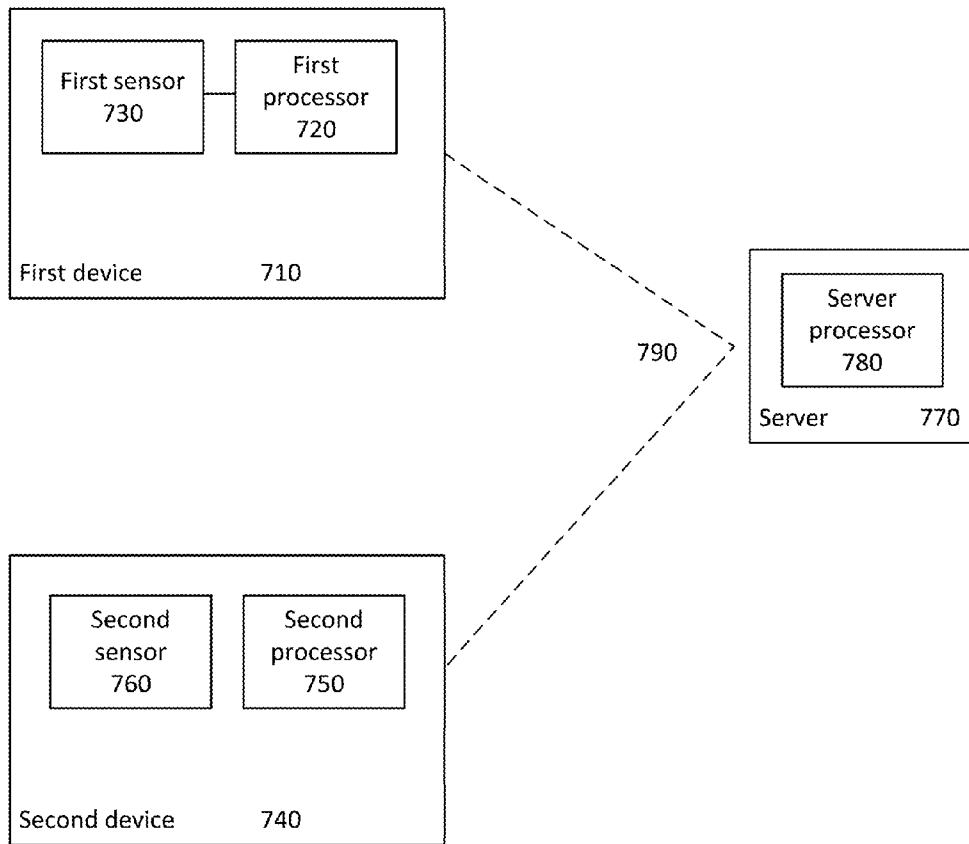 First sensor
730
First
processor
720
First device 710
790
Server
processor
780
Server 770
Second
sensor
760
Second
processor
750
Second device 740